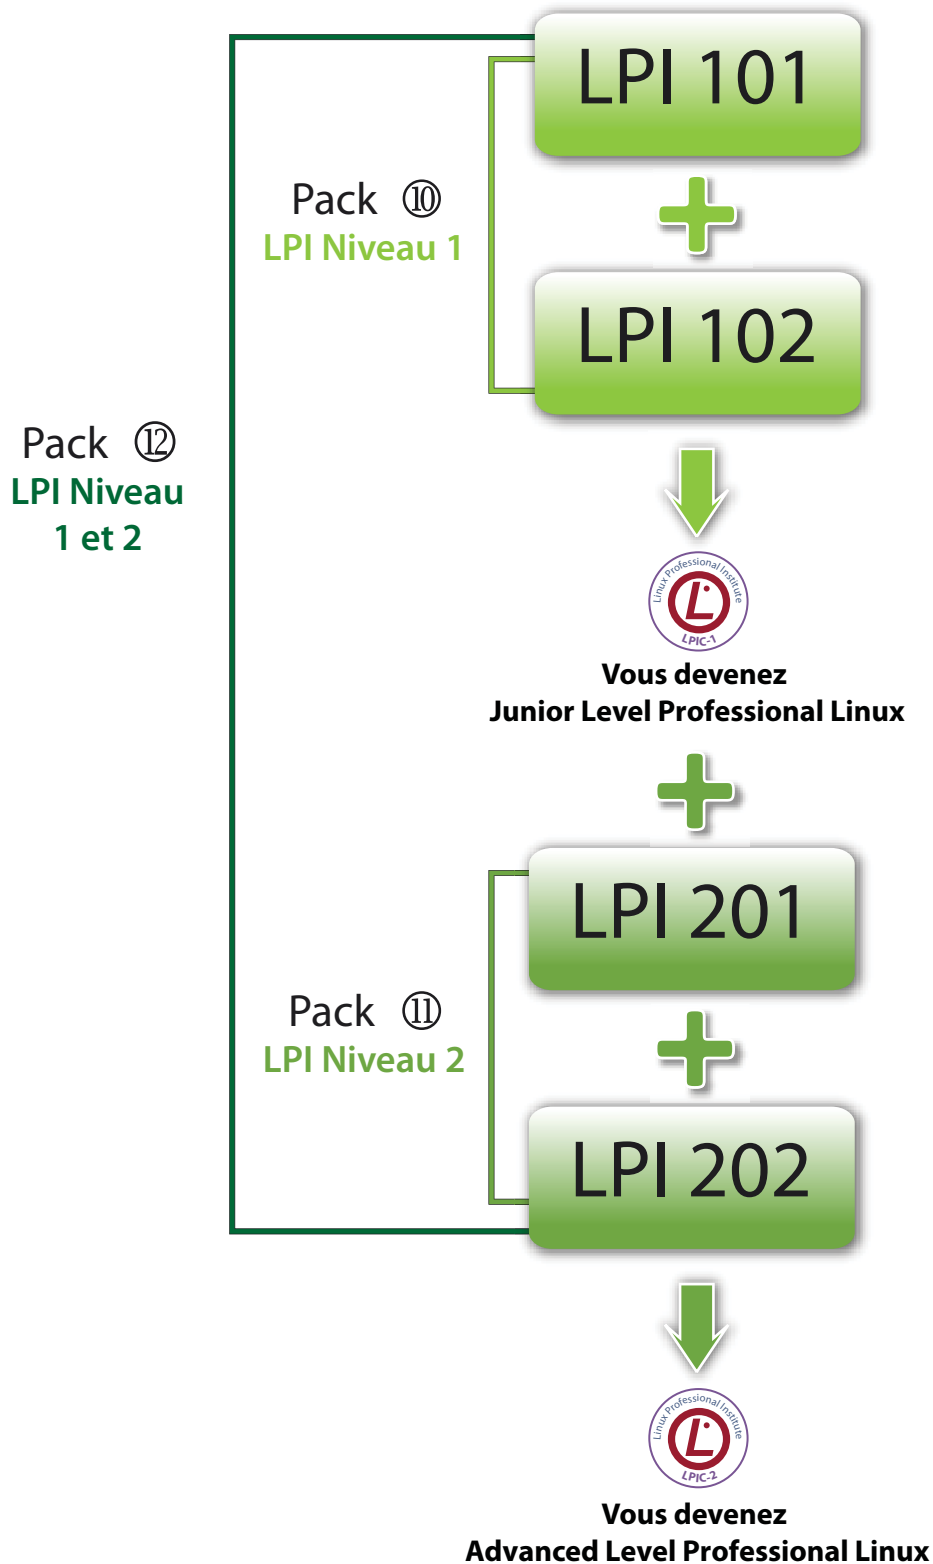 LPI 101
Pack ⑩
LPI Niveau 1
LPI 102
Pack ⑫
LPI Niveau
1 et 2
Linux Professional Institute
LPIC-1
Vous devenez
Junior Level Professional Linux
LPI 201
Pack ⑪
LPI Niveau 2
LPI 202
Linux Professional Institute
LPIC-2
Vous devenez
Advanced Level Professional Linux